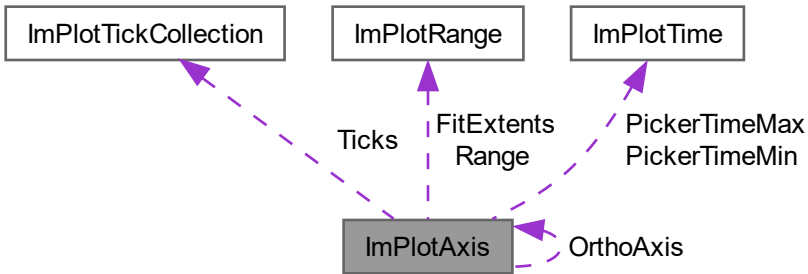 ImPlotTickCollection
ImPlotRange
ImPlotTime
Ticks
FitExtents
Range
PickerTimeMax
PickerTimeMin
ImPlotAxis
OrthoAxis